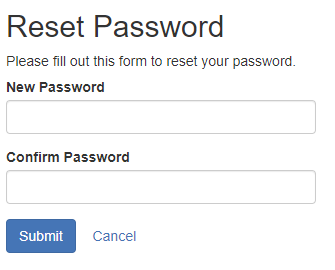 Reset Password
Please fill out this form to reset your password.
New Password
Confirm Password
Submit Cancel